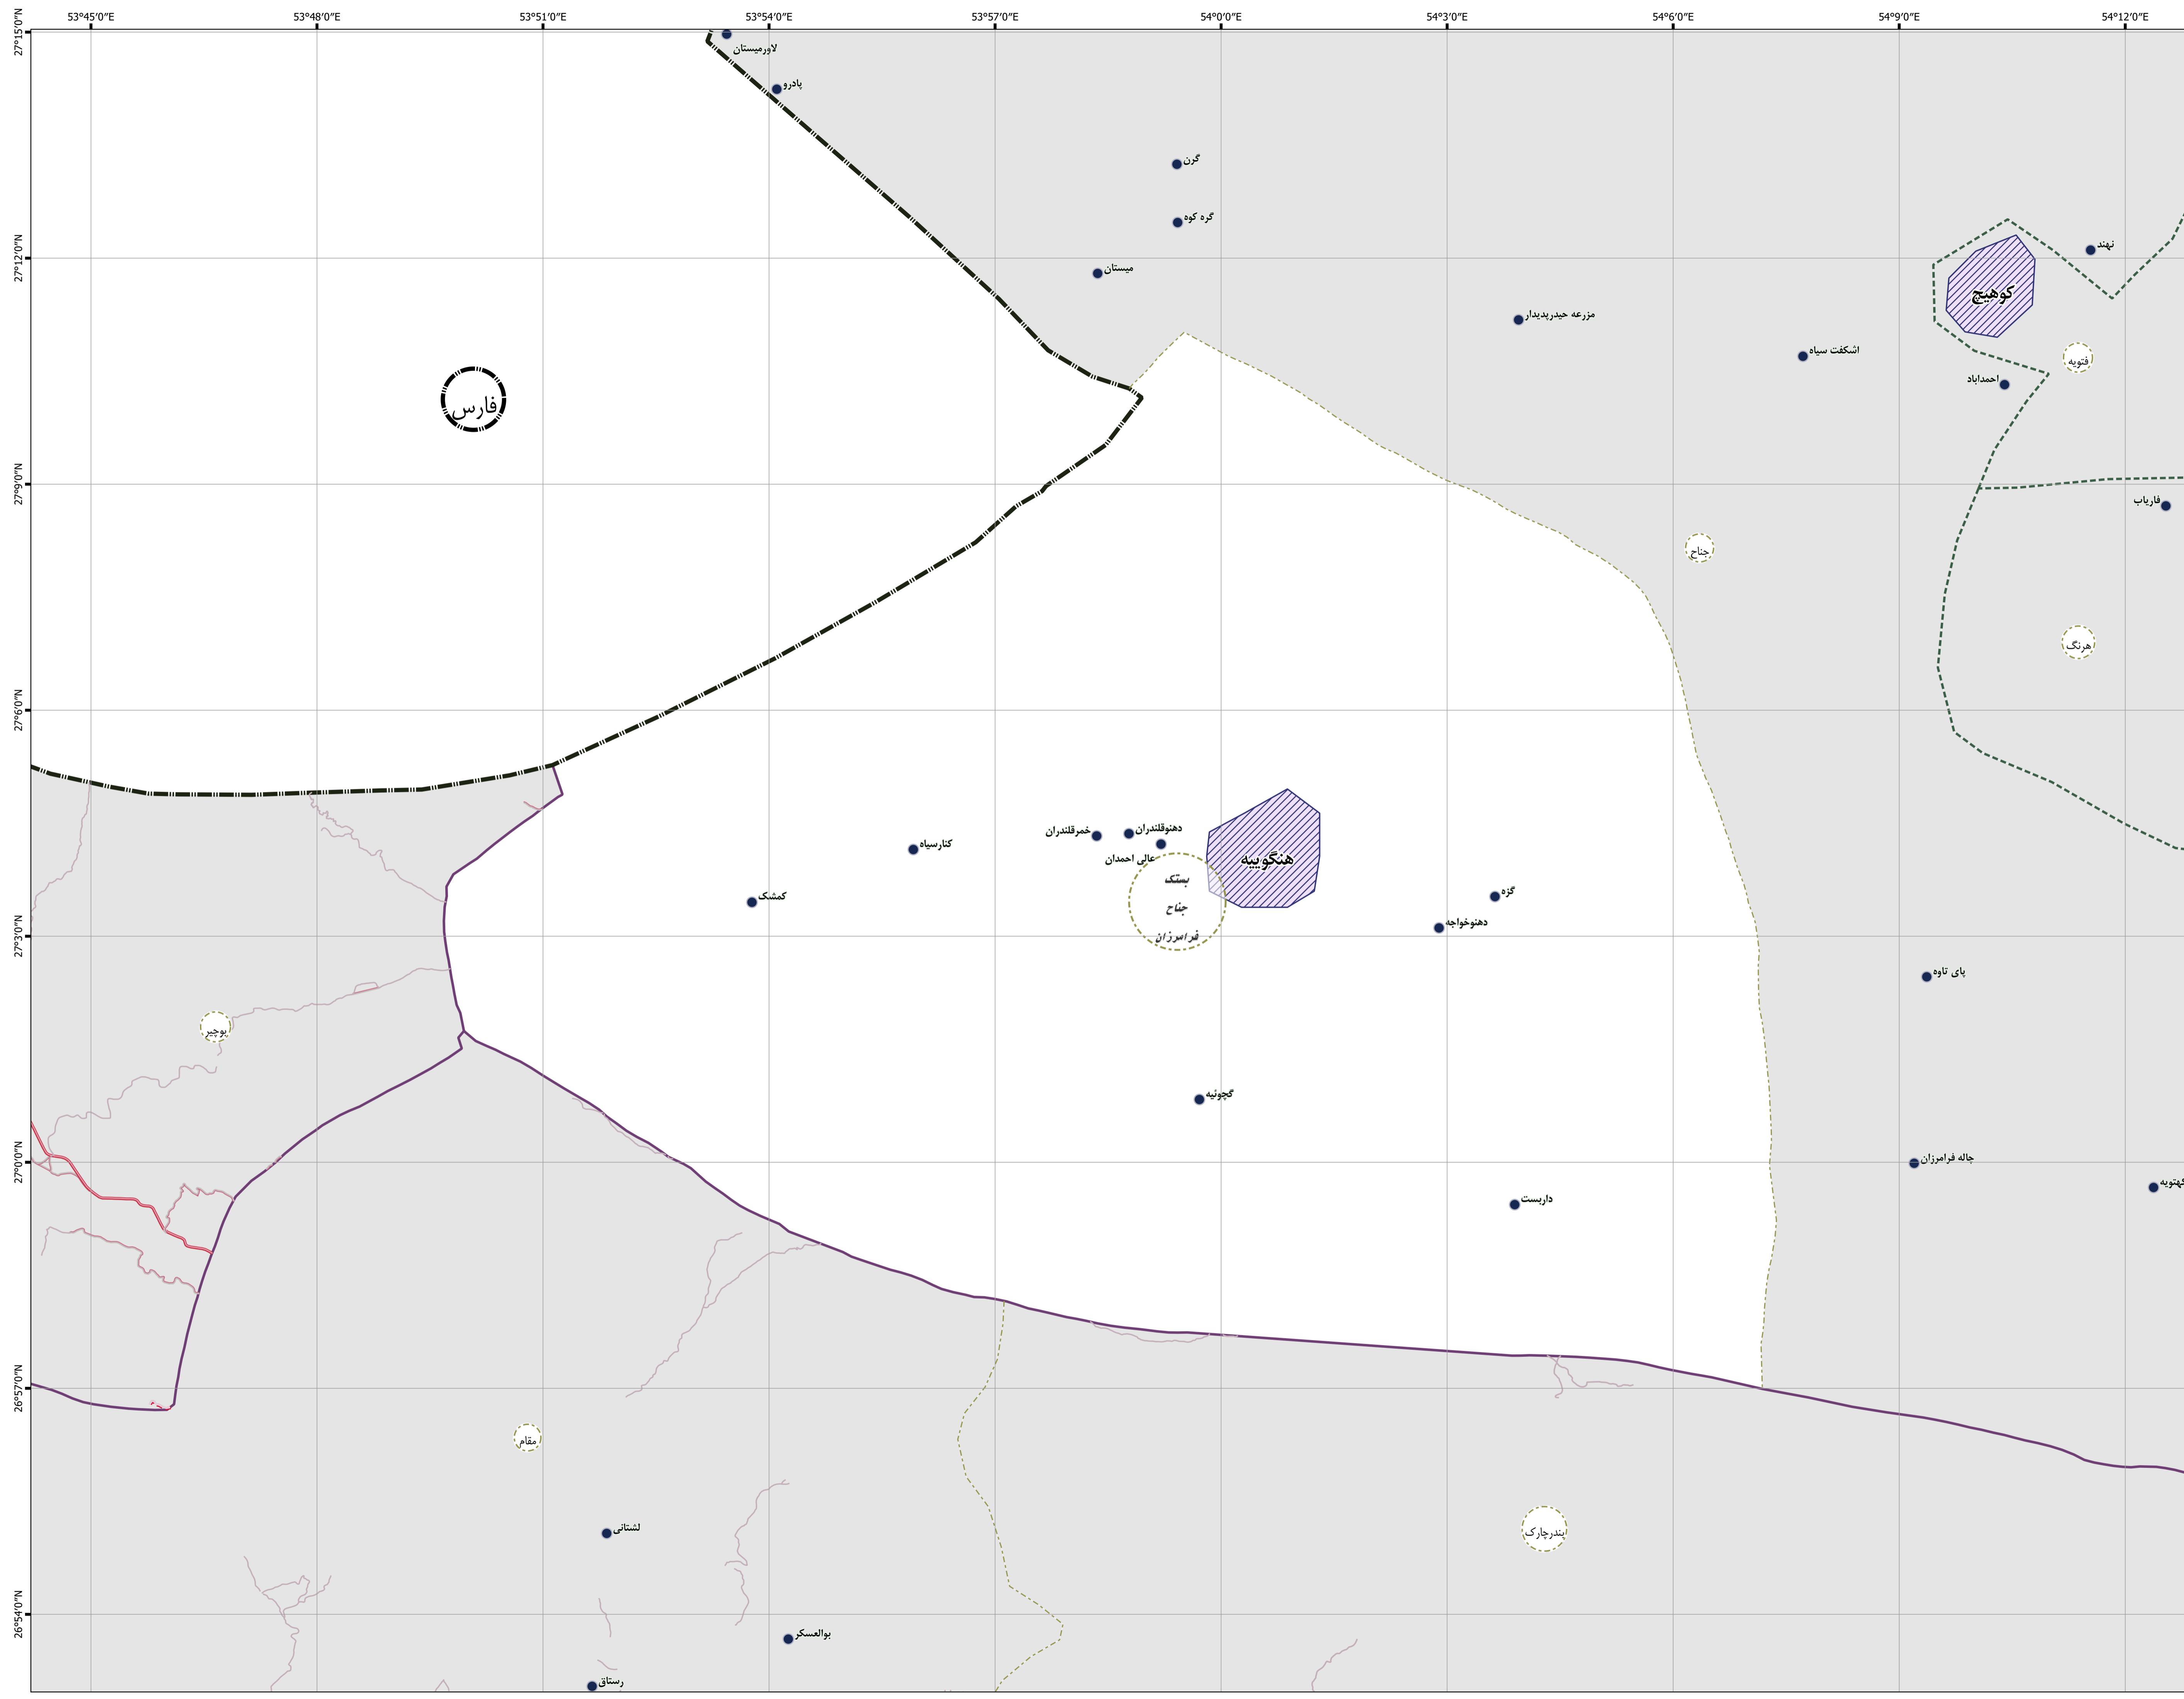 53°45'0"E
53°48'0"E
53°51'0"E
53°54'0"E
53°57'0"E
54°0'0"E
54°3'0"E
54°6'0"E
54°9'0"E
54°12'0"E
27°15'0"N
لاورمیستان
پادرو
گرن
گره کوه
27°12'0"N
نهند
میستان
کوهیچ
مزرعه حیدرپدیدار
اشکفت سیاه
فتویه
احمداباد
فارس
27°9'0"N
فاریاب
جناح
هرنگ
27°6'0"N
دهنوقلندران
خمرقلندران
کنارسیاه
عالی احمدان
هنگوییه
بستک
جناح
فرامرزان
کمشک
گزه
دهنوخواجه
27°3'0"N
پای تاوه
بوچیر
گچوئیه
27°0'0"N
چاله فرامرزان
کهتویه
داربست
26°57'0"N
مقام
لشتانی
بندرچارک
26°54'0"N
بوالعسکر
رستاق